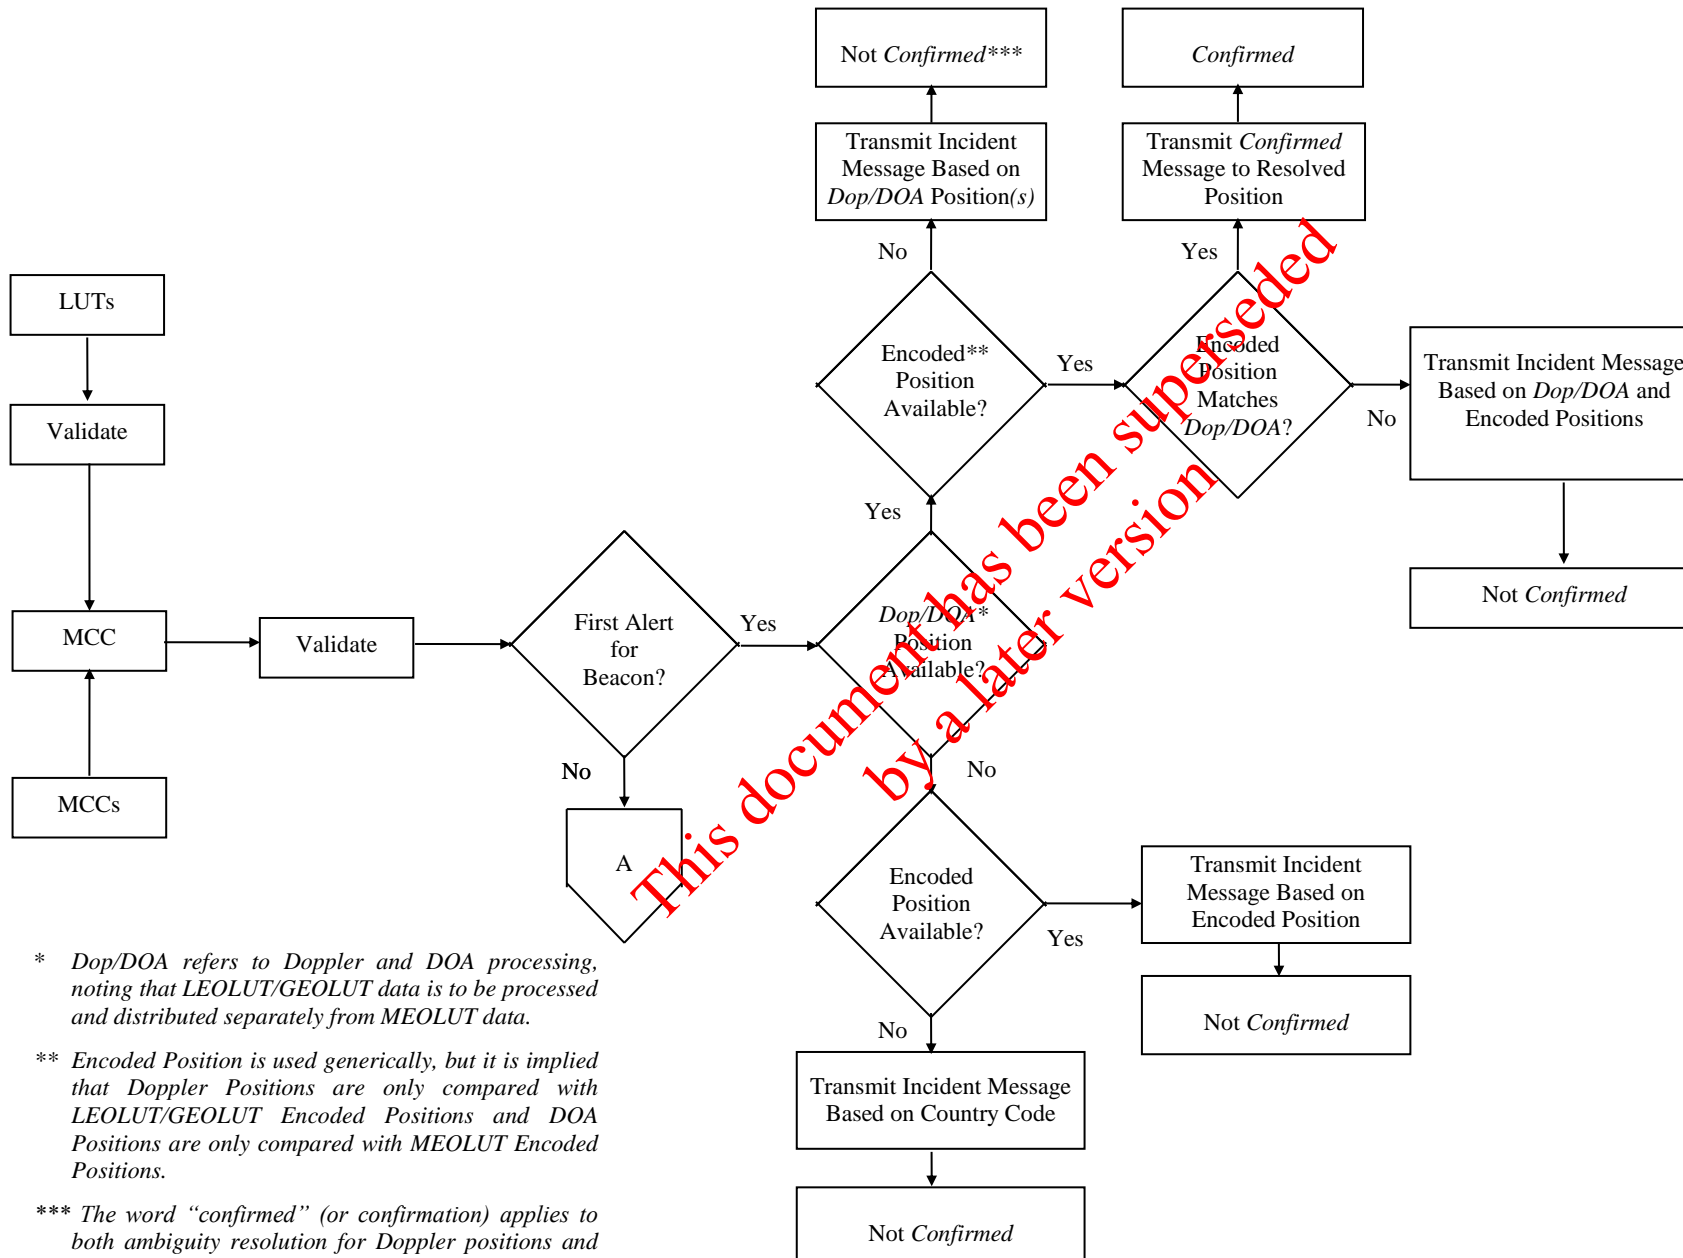 Not Confirmed***
Confirmed
Transmit Incident
Message Based on
Dop/DOA Position(s)
Transmit Confirmed
Message to Resolved
Position
No
Yes
LUTs
Validate
Encoded**
Position
Available?
Yes
Encoded
Position
Matches
Dop/DOA?
No
Transmit Incident Message
Based on Dop/DOA and
Encoded Positions
Not Confirmed
Yes
MCC
Validate
First Alert
for
Beacon?
Yes
Dop/DOA*
Position
Available?
No
No
MCCs
A
Encoded
Position
Available?
Yes
Transmit Incident
Message Based on
Encoded Position
Not Confirmed
No
Transmit Incident Message
Based on Country Code
Not Confirmed
This document has been superseded
by a later version
* Dop/DOA refers to Doppler and DOA processing,
noting that LEOLUT/GEOLUT data is to be processed
and distributed separately from MEOLUT data.
** Encoded Position is used generically, but it is implied
that Doppler Positions are only compared with
LEOLUT/GEOLUT Encoded Positions and DOA
Positions are only compared with MEOLUT Encoded
Positions.
*** The word “confirmed” (or confirmation) applies to
both ambiguity resolution for Doppler positions and